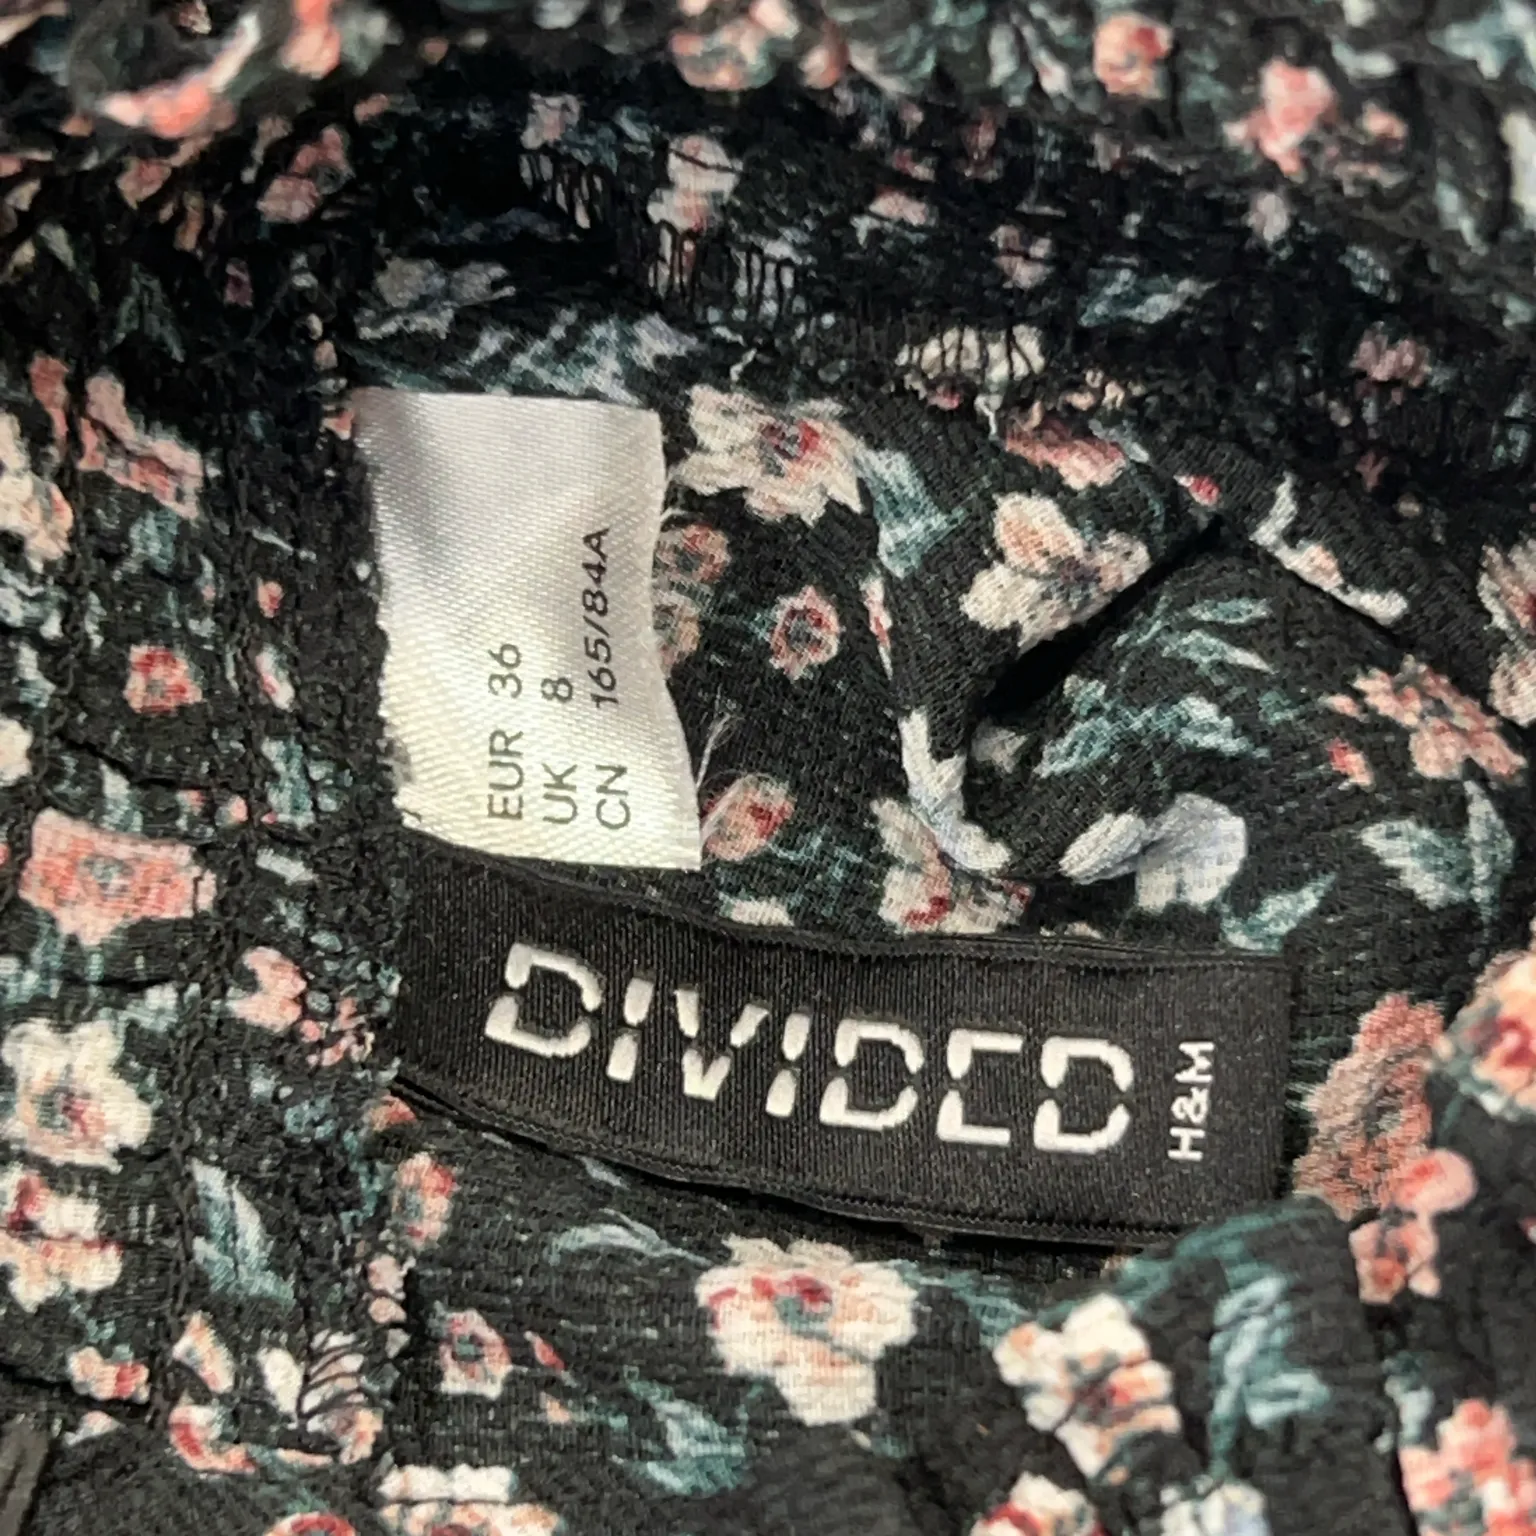 EUR 36
UK 8
CN 165/84A
DIVIDED
H&M